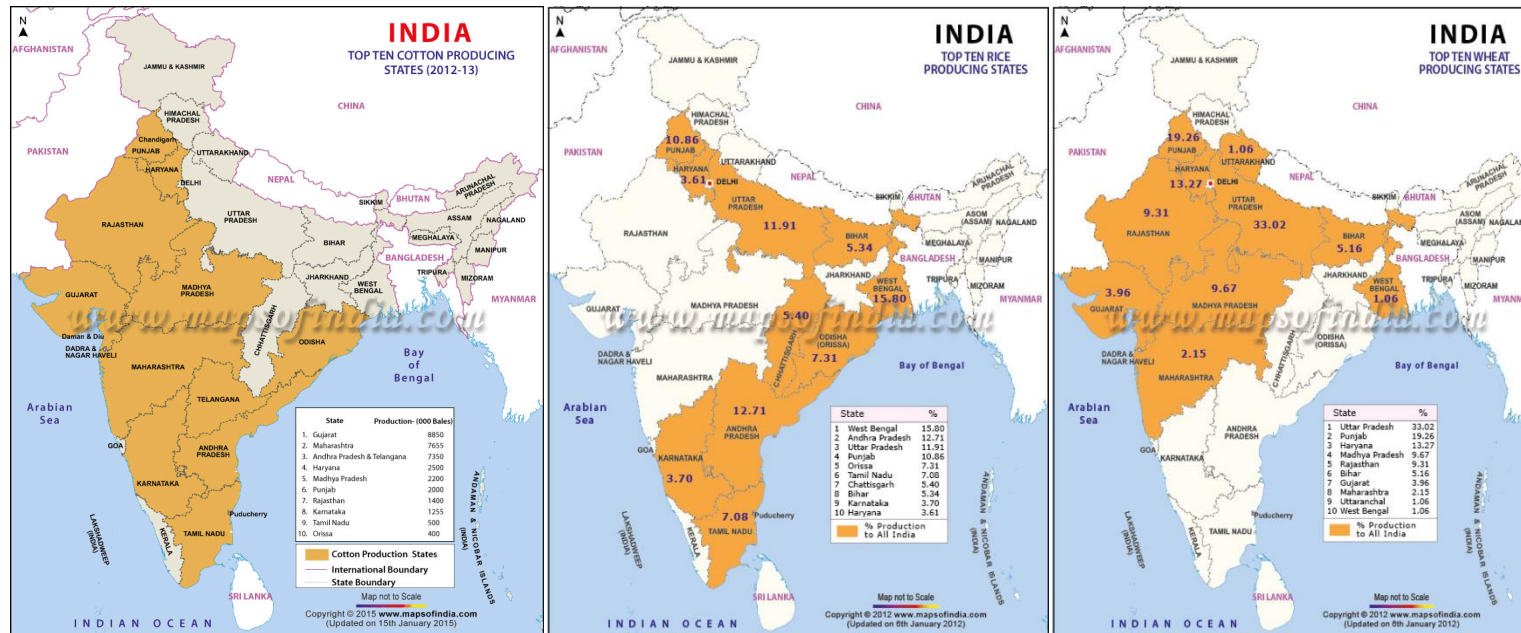 N
INDIA
TOP TEN COTTON PRODUCING
STATES (2012-13)
AFGHANISTAN
JAMMU & KASHMIR
CHINA
HIMACHAL
PRADESH
Chandigarh
PUNJAB
PAKISTAN
UTTARAKHAND
HARYANA
DELHI
NEPAL
ARUNACHAL
PRADESH
SIKKIM
BHUTAN
RAJASTHAN
UTTAR
PRADESH
ASSAM
NAGALAND
BIHAR
MEGHALAYA
MANIPUR
BANGLADESH
JHARKHAND
TRIPURA
MIZORAM
WEST
BENGAL
GUJARAT
MADHYA
PRADESH
MYANMAR
www.mapsofindia.com
CHHATTISGARH
ODISHA
Daman & Diu
DADRA &
NAGAR HAVELI
Bay
of
Bengal
MAHARASHTRA
TELANGANA
Arabian
Sea
GOA
ANDHRA
PRADESH
KARNATAKA
Puducherry
LAKSHADWEEP
(INDIA)
KERALA
TAMIL NADU
ANDAMAN & NICOBAR ISLANDS
(INDIA)
State Production- (000 Bales)
1. Gujarat 8850
2. Maharashtra 7655
3. Andhra Pradesh & Telangana 7350
4. Haryana 2500
5. Madhya Pradesh 2200
6. Punjab 2000
7. Rajasthan 1400
8. Karnataka 1255
9. Tamil Nadu 500
10. Orissa 400
Cotton Production States
International Boundary
State Boundary
SRI LANKA
Map not to Scale
Copyright © 2015 www.mapsofindia.com
(Updated on 15th January 2015)
INDIAN OCEAN
N
INDIA
TOP TEN RICE
PRODUCING STATES
AFGHANISTAN
JAMMU & KASHMIR
CHINA
HIMACHAL
PRADESH
10.86
PUNJAB
PAKISTAN
UTTARAKHAND
HARYANA
3.61
DELHI
NEPAL
ARUNACHAL
PRADESH
SIKKIM
BHUTAN
UTTAR
PRADESH
11.91
RAJASTHAN
ASOM
(ASSAM)
NAGALAND
BIHAR
5.34
MEGHALAYA
MANIPUR
BANGLADESH
JHARKHAND
TRIPURA
MIZORAM
WEST
BENGAL
15.80
GUJARAT
MADHYA PRADESH
MYANMAR
www.mapsofindia.com
5.40
CHHATTISGARH
ODISHA
(ORISSA)
7.31
DADRA &
NAGAR HAVELI
Bay of Bengal
MAHARASHTRA
Arabian
Sea
12.71
ANDHRA
PRADESH
GOA
KARNATAKA
3.70
Puducherry
7.08
TAMIL NADU
LAKSHADWEEP
(INDIA)
KERALA
ANDAMAN & NICOBAR ISLANDS
(INDIA)
State %
1 West Bengal 15.80
2 Andhra Pradesh 12.71
3 Uttar Pradesh 11.91
4 Punjab 10.86
5 Orissa 7.31
6 Tamil Nadu 7.08
7 Chattisgarh 5.40
8 Bihar 5.34
9 Karnataka 3.70
10 Haryana 3.61
% Production
to All India
SRI LANKA
Map not to Scale
Copyright © 2012 www.mapsofindia.com
(Updated on 6th January 2012)
INDIAN OCEAN
N
INDIA
TOP TEN WHEAT
PRODUCING STATES
AFGHANISTAN
JAMMU & KASHMIR
CHINA
HIMACHAL
PRADESH
19.26
PUNJAB
PAKISTAN
1.06
UTTARAKHAND
HARYANA
13.27
DELHI
NEPAL
ARUNACHAL
PRADESH
SIKKIM
BHUTAN
UTTAR
PRADESH
33.02
9.31
RAJASTHAN
ASOM
(ASSAM)
NAGALAND
BIHAR
5.16
MEGHALAYA
MANIPUR
BANGLADESH
JHARKHAND
TRIPURA
MIZORAM
WEST
BENGAL
1.06
3.96
GUJARAT
9.67
MADHYA PRADESH
MYANMAR
www.mapsofindia.com
CHHATTISGARH
ODISHA
(ORISSA)
DADRA &
NAGAR HAVELI
2.15
MAHARASHTRA
Bay of Bengal
Arabian
Sea
ANDHRA
PRADESH
GOA
KARNATAKA
Puducherry
TAMIL NADU
LAKSHADWEEP
(INDIA)
KERALA
ANDAMAN & NICOBAR ISLANDS
(INDIA)
State %
1 Uttar Pradesh 33.02
2 Punjab 19.26
3 Haryana 13.27
4 Madhya Pradesh 9.67
5 Rajasthan 9.31
6 Bihar 5.16
7 Gujarat 3.96
8 Maharashtra 2.15
9 Uttaranchal 1.06
10 West Bengal 1.06
% Production
to All India
SRI LANKA
Map not to Scale
Copyright © 2012 www.mapsofindia.com
(Updated on 6th January 2012)
INDIAN OCEAN